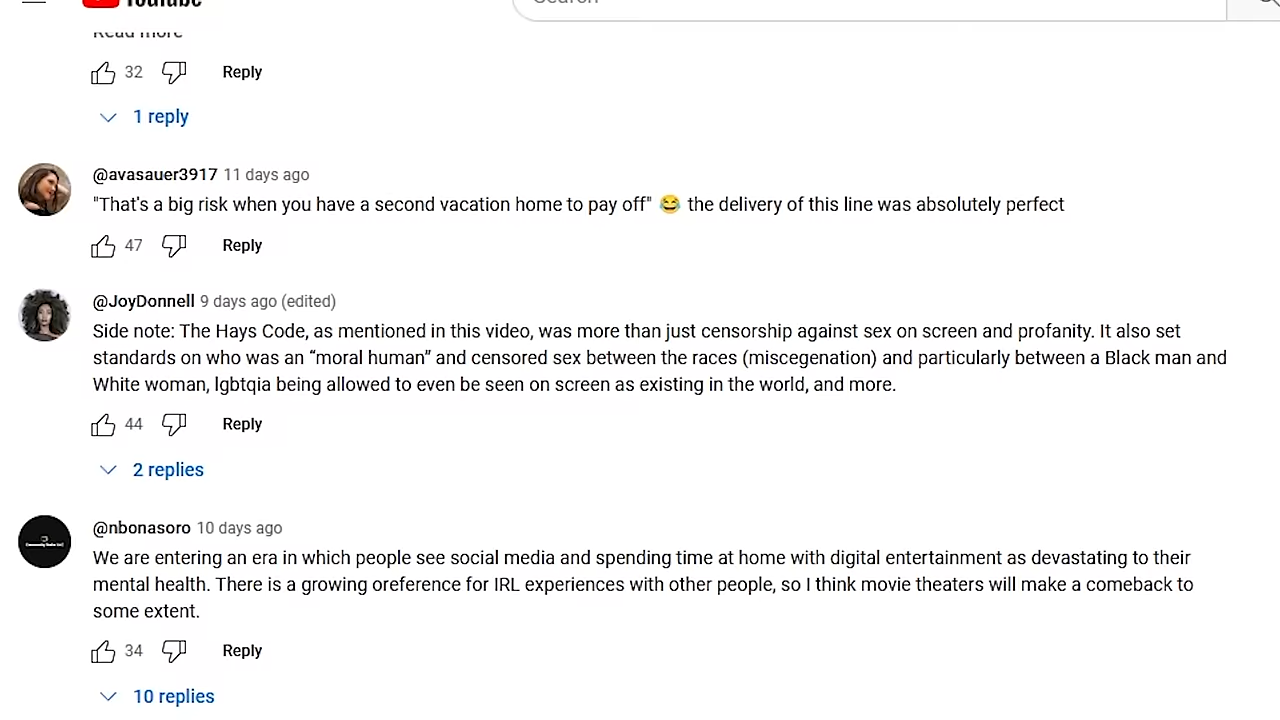 YouTube
Search
Read more
32 Reply
1 reply
@avasauer3917 11 days ago
"That's a big risk when you have a second vacation home to pay off" 😂 the delivery of this line was absolutely perfect
47 Reply
@JoyDonnell 9 days ago (edited)
Side note: The Hays Code, as mentioned in this video, was more than just censorship against sex on screen and profanity. It also set
standards on who was an “moral human” and censored sex between the races (miscegenation) and particularly between a Black man and
White woman, lgbtqia being allowed to even be seen on screen as existing in the world, and more.
44 Reply
2 replies
@nbonasoro 10 days ago
We are entering an era in which people see social media and spending time at home with digital entertainment as devastating to their
mental health. There is a growing oreference for IRL experiences with other people, so I think movie theaters will make a comeback to
some extent.
34 Reply
10 replies